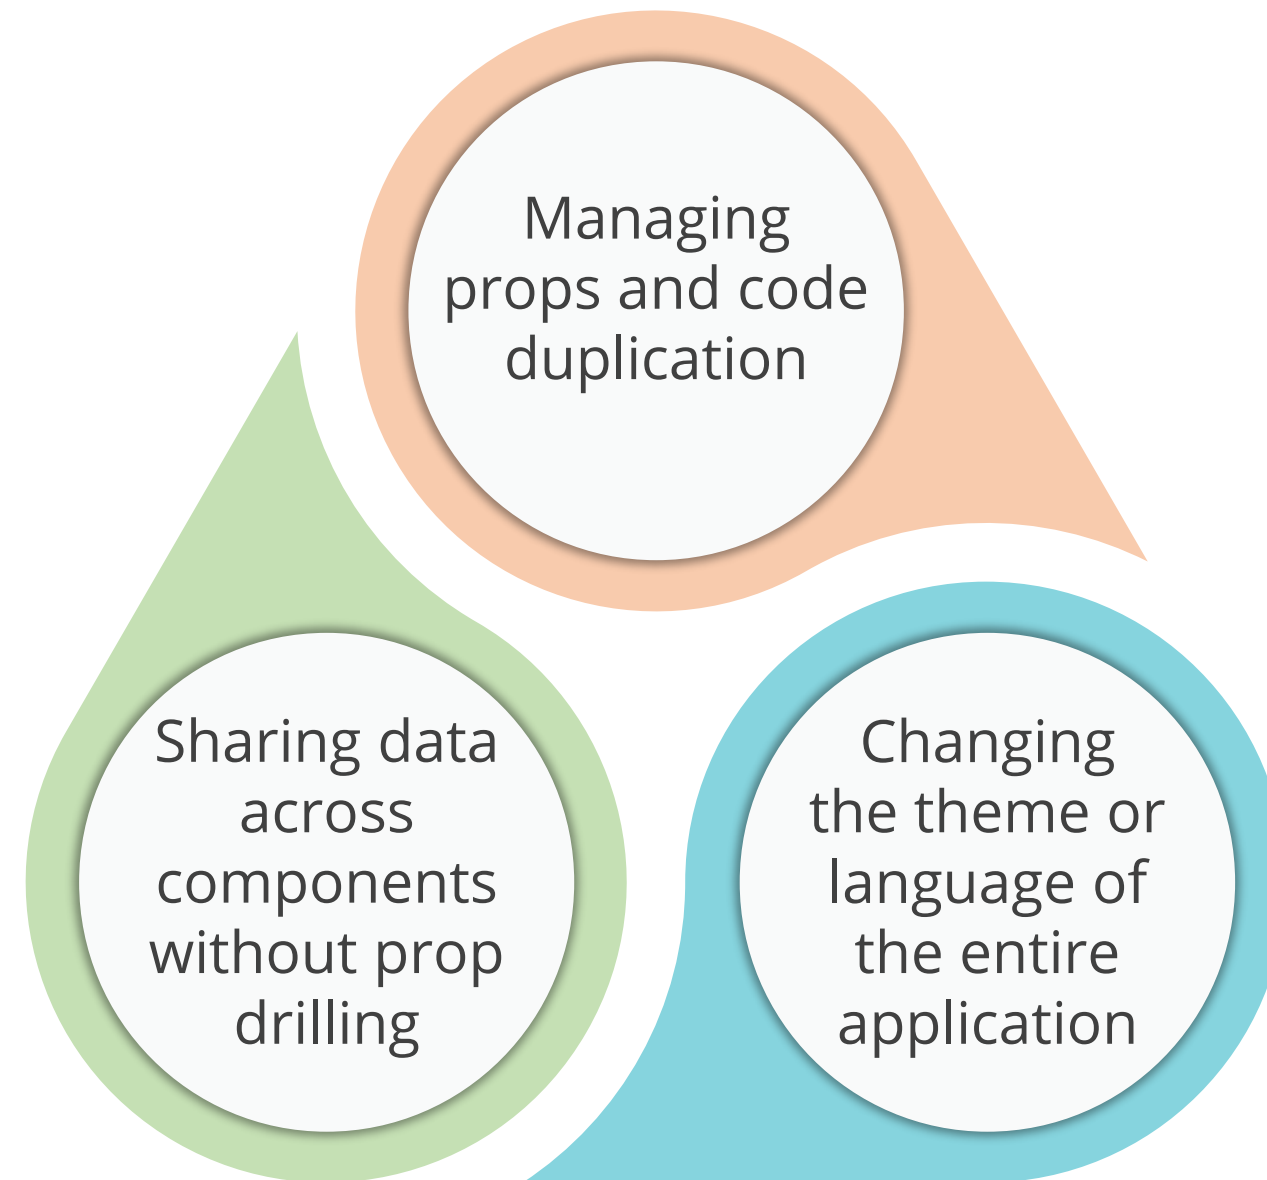 Managing
props and code
duplication
Sharing data
across
components
without prop
drilling
Changing
the theme or
language of
the entire
application